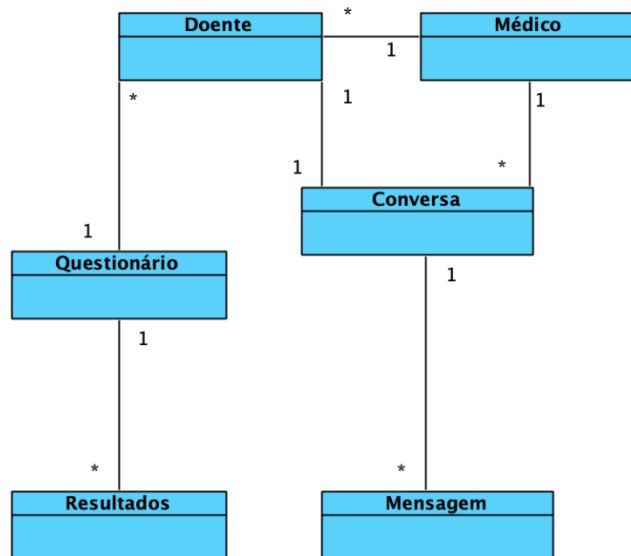 *
Doente
Médico
1
*
1
1
1
*
1
Conversa
Questionário
1
1
*
*
Resultados
Mensagem